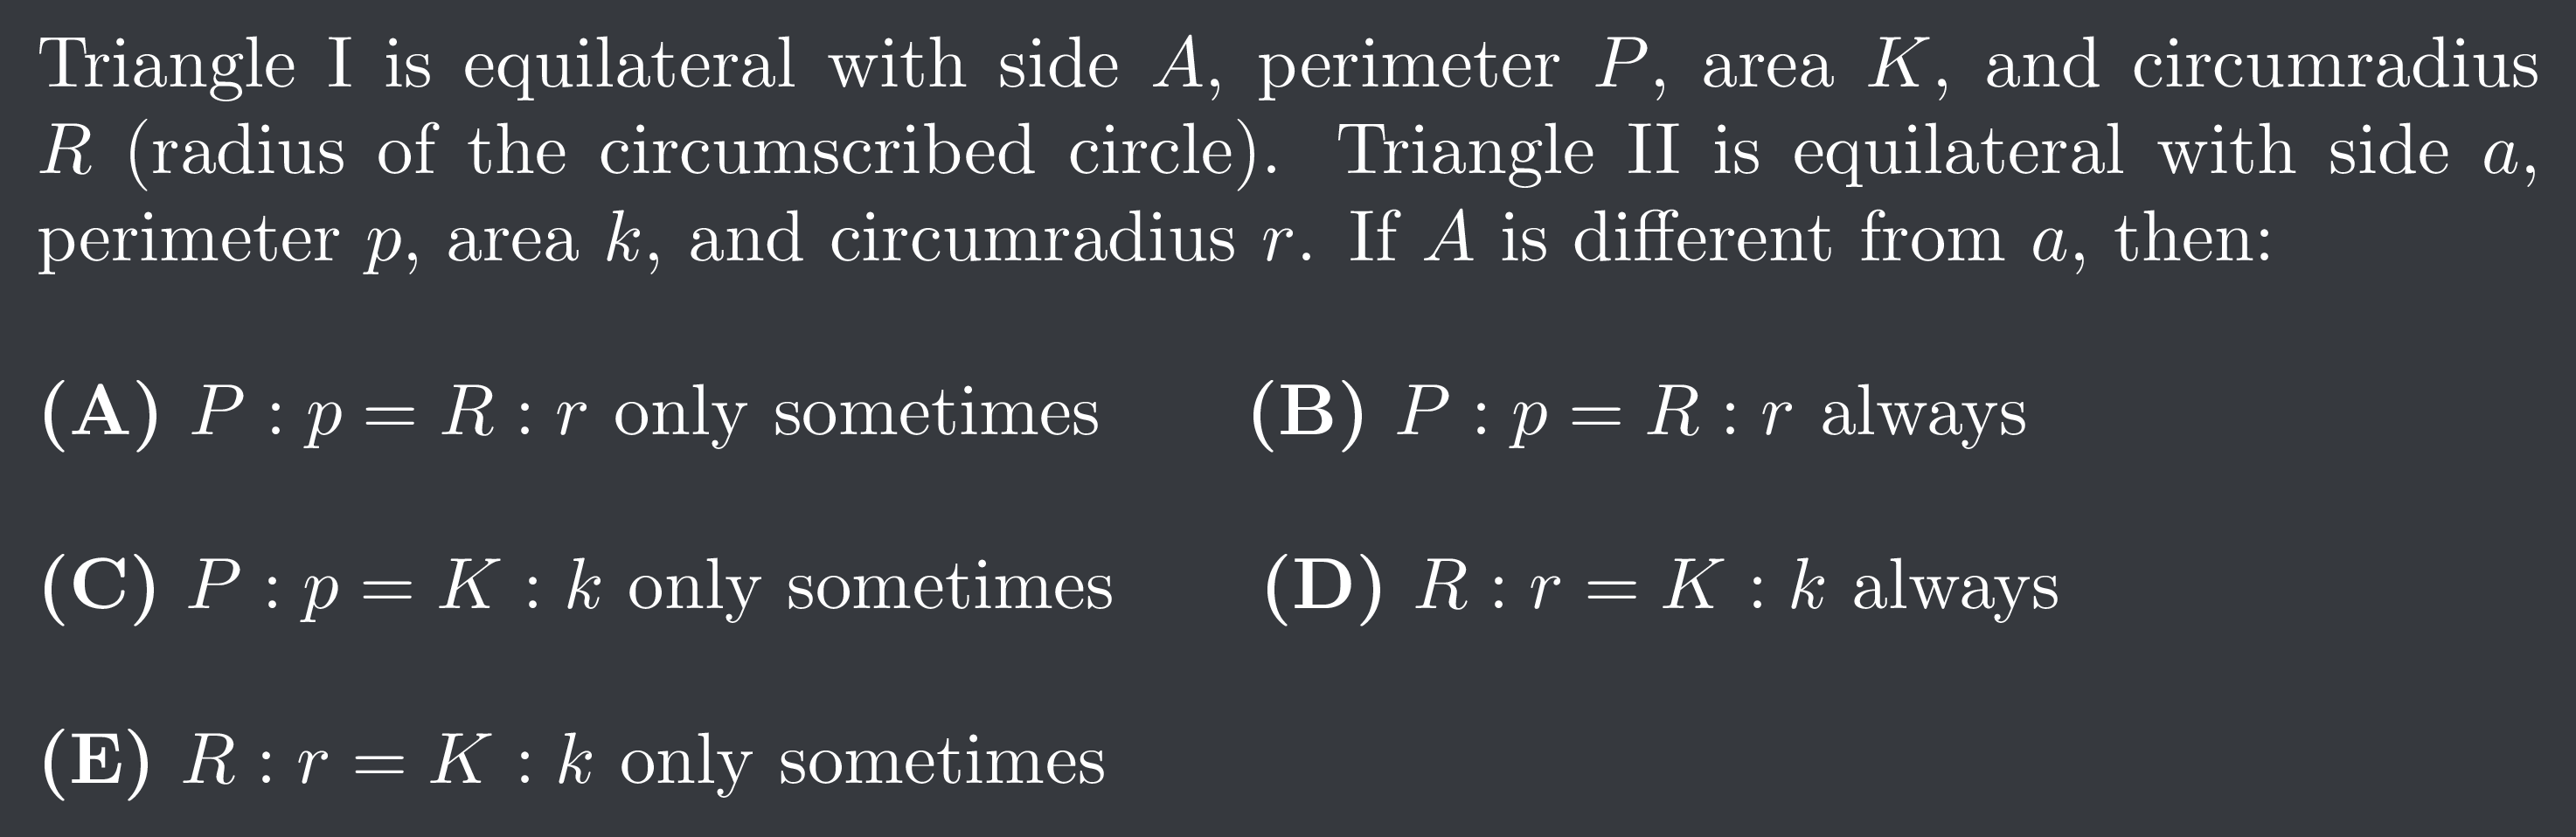 Triangle I is equilateral with side A, perimeter P, area K, and circumradius
R (radius of the circumscribed circle). Triangle II is equilateral with side a,
perimeter p, area k, and circumradius r. If A is different from a, then:
(A) P : p = R : r only sometimes (B) P : p = R : r always
(C) P : p = K : k only sometimes (D) R : r = K : k always
(E) R : r = K : k only sometimes